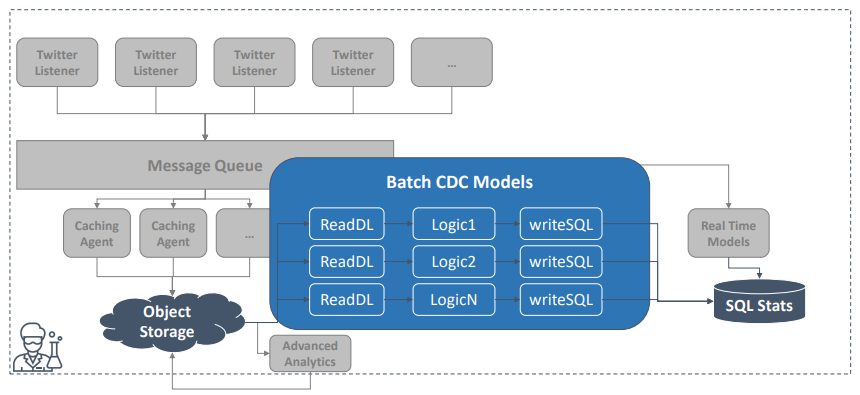 Twitter
Listener
Twitter
Listener
Twitter
Listener
Twitter
Listener
...
Message Queue
Batch CDC Models
Caching
Agent
Caching
Agent
...
ReadDL
Logic1
writeSQL
ReadDL
Logic2
writeSQL
ReadDL
LogicN
writeSQL
Real Time
Models
Object
Storage
SQL Stats
Advanced
Analytics